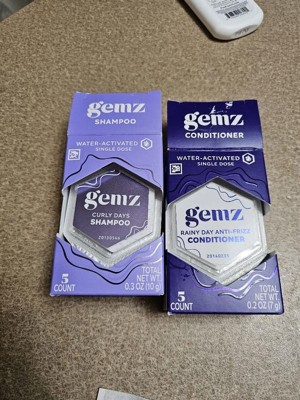 gemz
SHAMPOO
WATER-ACTIVATED
SINGLE DOSE
gemz
CURLY DAYS
SHAMPOO
5
COUNT
TOTAL
NET WT.
0.3 OZ (10 g)
gemz
CONDITIONER
WATER-ACTIVATED
SINGLE DOSE
gemz
RAINY DAY ANTI-FRIZZ
CONDITIONER
5
COUNT
TOTAL
NET WT.
0.2 OZ (7 g)